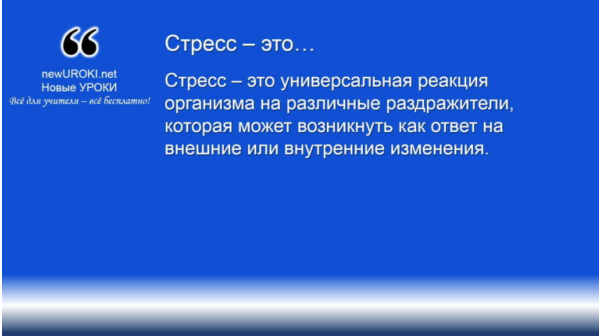 Стресс – это…
Стресс – это универсальная реакция
организма на различные раздражители,
которая может возникнуть как ответ на
внешние или внутренние изменения.
newUROKI.net
Новые УРОКИ
Всё для учителя – всё бесплатно!